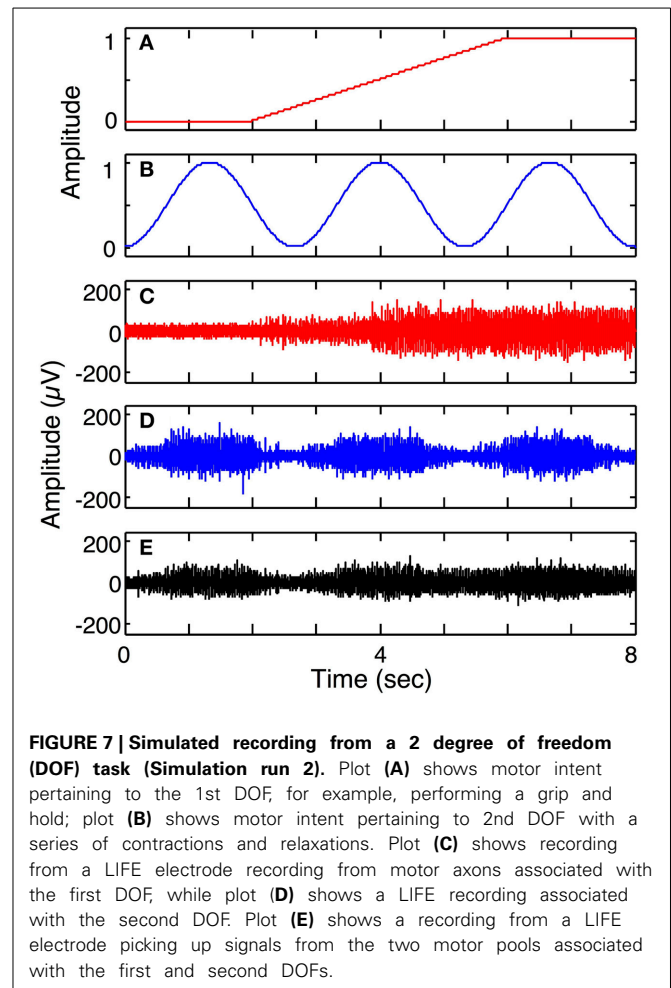 A
1
0
Amplitude
B
1
0
C
200
0
-200
D
200
0
-200
Amplitude (µV)
E
200
0
-200
0 4 8
Time (sec)
FIGURE 7 | Simulated recording from a 2 degree of freedom
(DOF) task (Simulation run 2). Plot (A) shows motor intent
pertaining to the 1st DOF, for example, performing a grip and
hold; plot (B) shows motor intent pertaining to 2nd DOF with a
series of contractions and relaxations. Plot (C) shows recording
from a LIFE electrode recording from motor axons associated with
the first DOF, while plot (D) shows a LIFE recording associated
with the second DOF. Plot (E) shows a recording from a LIFE
electrode picking up signals from the two motor pools associated
with the first and second DOFs.